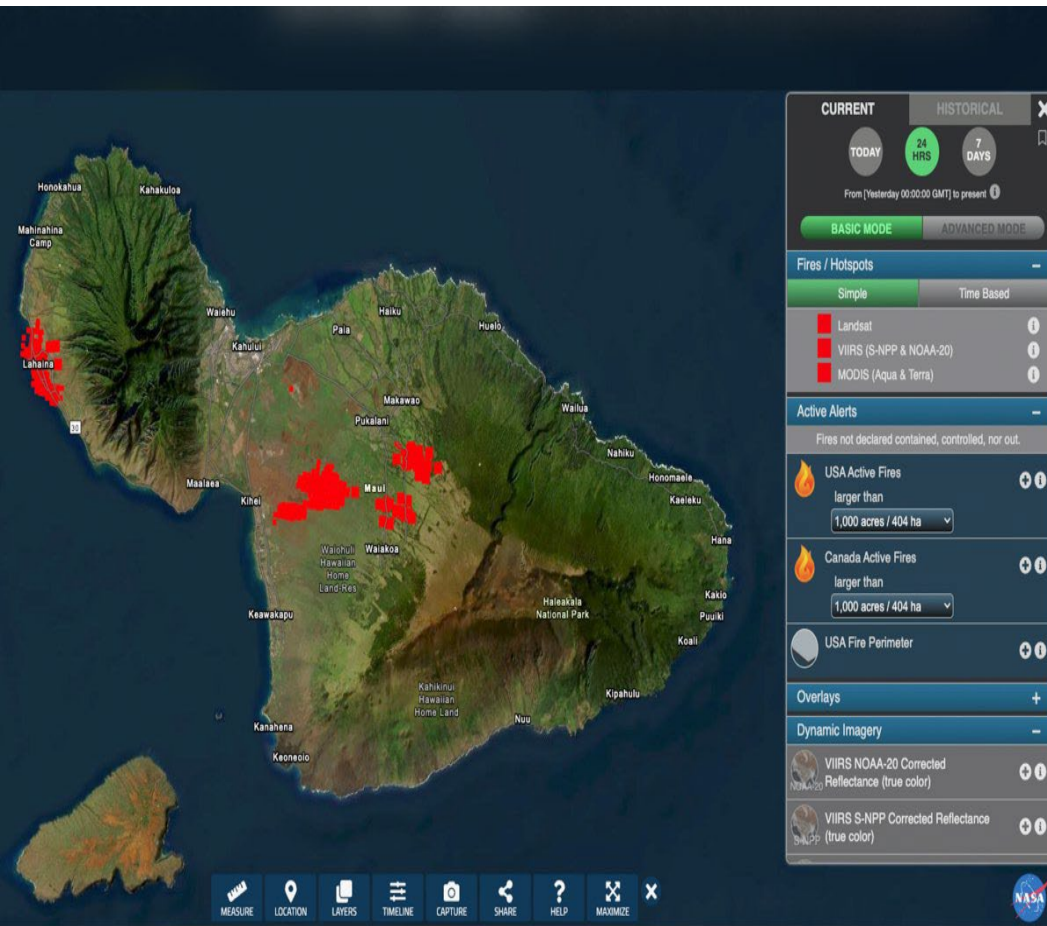 CURRENT
HISTORICAL
TODAY
24
HRS
7
DAYS
From [Yesterday 00:00:00 GMT] to present
BASIC MODE
ADVANCED MODE
Fires / Hotspots
Simple
Time Based
Landsat
VIIRS (S-NPP & NOAA-20)
MODIS (Aqua & Terra)
Active Alerts
Fires not declared contained, controlled, nor out.
USA Active Fires
larger than
1,000 acres / 404 ha
Canada Active Fires
larger than
1,000 acres / 404 ha
USA Fire Perimeter
Overlays
Dynamic Imagery
VIIRS NOAA-20 Corrected
Reflectance (true color)
NOAA-20
VIIRS S-NPP Corrected Reflectance
(true color)
S-NPP
Honokahua
Kahakuloa
Mahinahina
Camp
Waiehu
Kahului
Lahaina
30
Paia
Haiku
Huelo
Makawao
Pukalani
Wailua
Nahiku
Honomaele
Kaeleku
Maalaea
Kihei
Maui
Hana
Waiohuli
Hawaiian
Home
Land-Res
Waiakoa
Keawakapu
Haleakala
National Park
Kakio
Puuiki
Koali
Kahikinui
Hawaiian
Home Land
Kipahulu
Nuu
Kanahena
Keoneoio
MEASURE
LOCATION
LAYERS
TIMELINE
CAPTURE
SHARE
HELP
MAXIMIZE
NASA